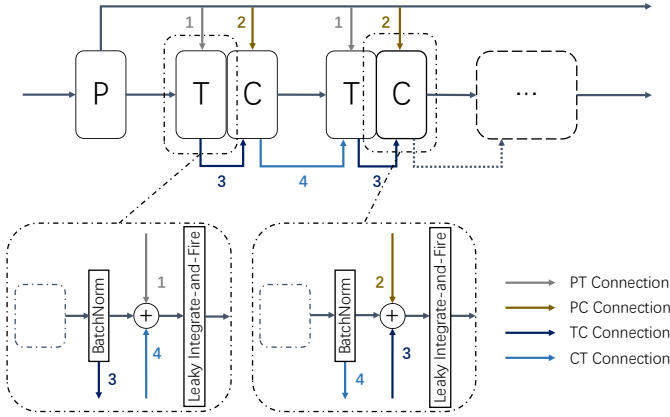 1 2 1 2
P T C T C ...
3 4 3
BatchNorm
1
4
3
Leaky Integrate-and-Fire
BatchNorm
2
3
4
Leaky Integrate-and-Fire
PT Connection
PC Connection
TC Connection
CT Connection